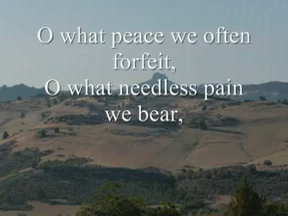 O what peace we often
forfeit,
O what needless pain
we bear,